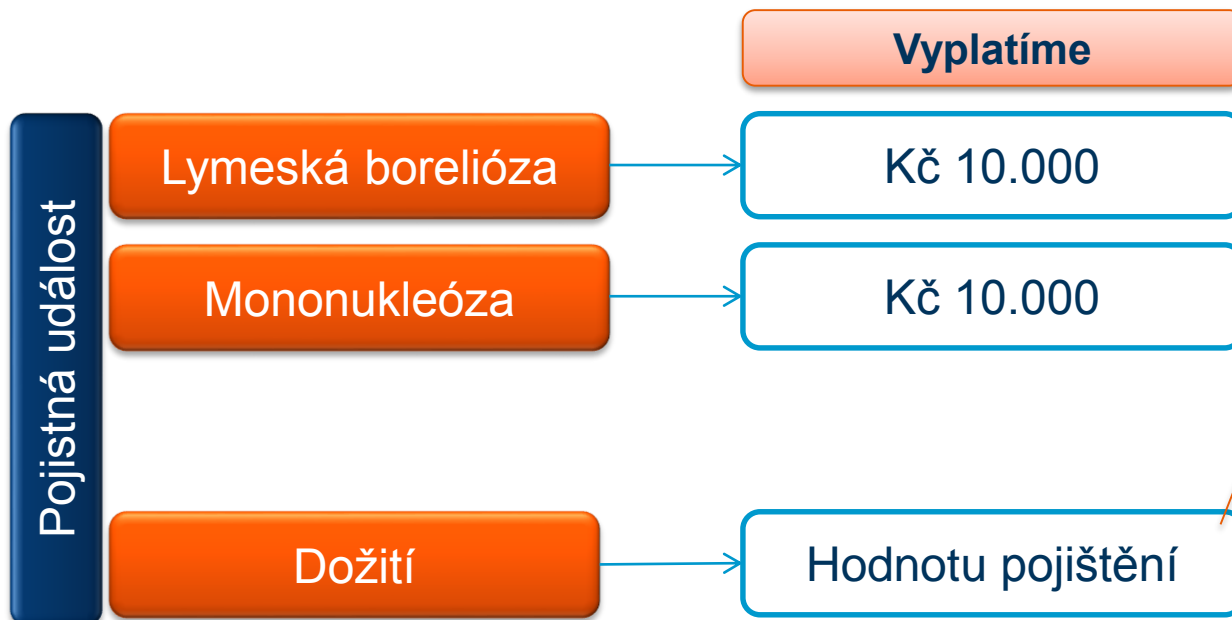 Vyplatíme
Pojistná událost
Lymeská borelióza
Kč 10.000
Mononukleóza
Kč 10.000
Dožití
Hodnotu pojištění